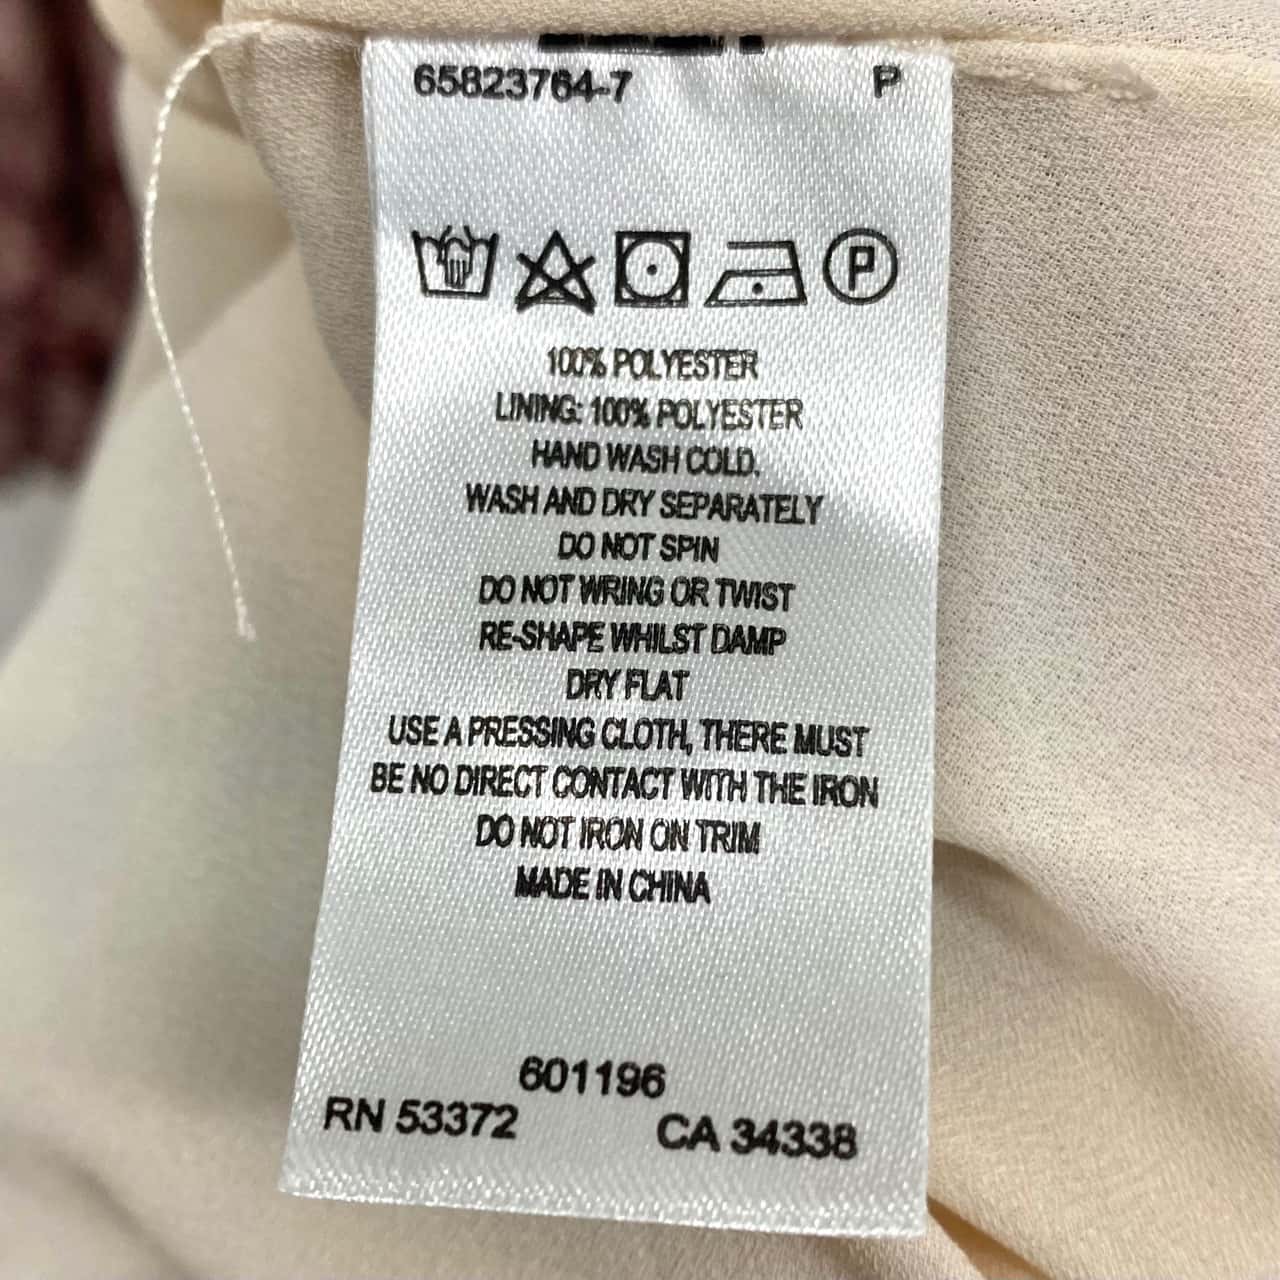 65823764-7 P
P
100% POLYESTER
LINING: 100% POLYESTER
HAND WASH COLD.
WASH AND DRY SEPARATELY
DO NOT SPIN
DO NOT WRING OR TWIST
RE-SHAPE WHILST DAMP
DRY FLAT
USE A PRESSING CLOTH, THERE MUST
BE NO DIRECT CONTACT WITH THE IRON
DO NOT IRON ON TRIM
MADE IN CHINA
601196
RN 53372 CA 34338